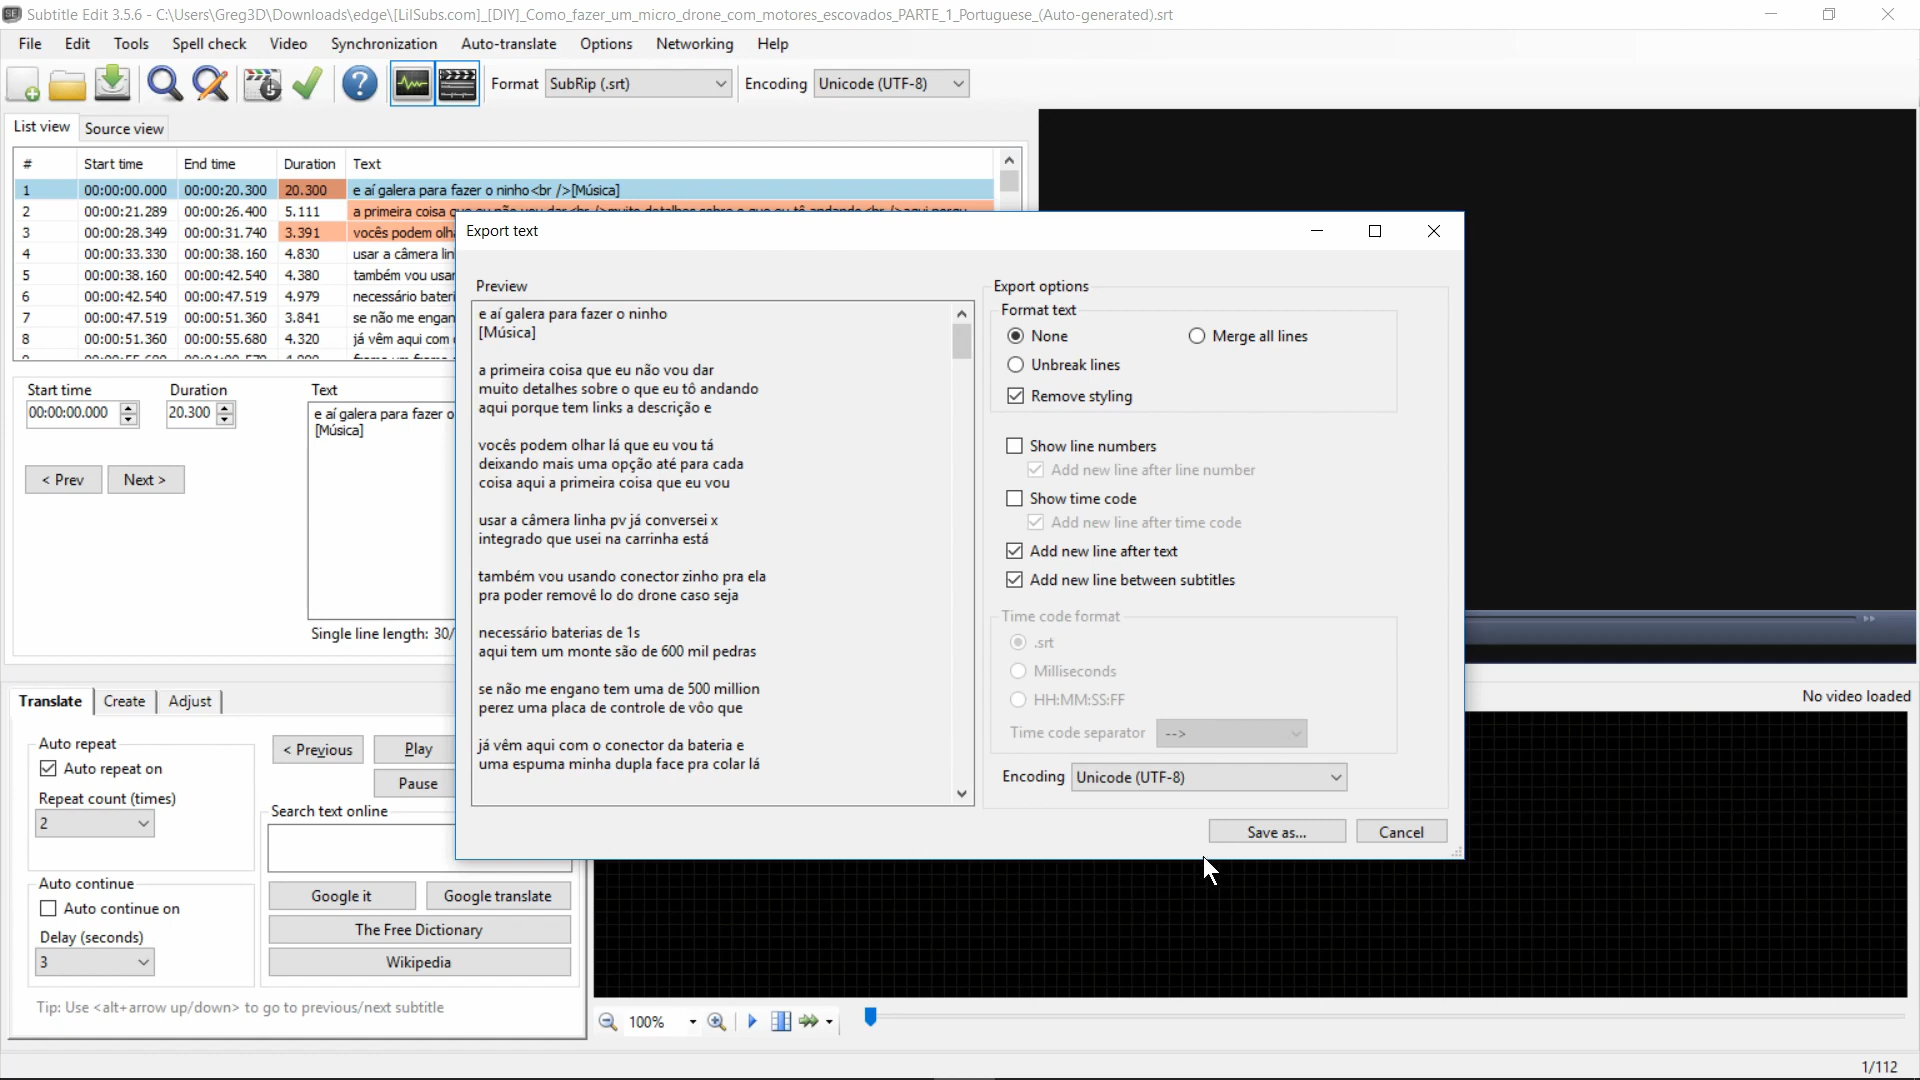 Subtitle Edit 3.5.6 - C:\Users\Greg3D\Downloads\edge\[LilSubs.com]_[DIY]_Como_fazer_um_micro_drone_com_motores_escovados_PARTE_1_Portuguese_(Auto-generated).srt
File Edit Tools Spell check Video Synchronization Auto-translate Options Networking Help
Format SubRip (.srt) Encoding Unicode (UTF-8)
List view Source view
# Start time End time Duration Text
1 00:00:00.000 00:00:20.300 20.300 e aí galera para fazer o ninho<br />[Música]
2 00:00:21.289 00:00:26.400 5.111 a primeira coisa
3 00:00:28.349 00:00:31.740 3.391 vocês podem
4 00:00:33.330 00:00:38.160 4.830 usar a câmera
5 00:00:38.160 00:00:42.540 4.380 também vou
6 00:00:42.540 00:00:47.519 4.979 necessário
7 00:00:47.519 00:00:51.360 3.841 se não me
8 00:00:51.360 00:00:55.680 4.320 já vêm aqui com
Start time Duration Text
00:00:00.000 20.300 e aí galera para fazer o
[Música]
< Prev Next >
Single line length: 30/
Export text
Preview
e aí galera para fazer o ninho
[Música]
a primeira coisa que eu não vou dar
muito detalhes sobre o que eu tô andando
aqui porque tem links a descrição e
vocês podem olhar lá que eu vou tá
deixando mais uma opção até para cada
coisa aqui a primeira coisa que eu vou
usar a câmera linha pv já conversei x
integrado que usei na carrinha está
também vou usando conector zinho pra ela
pra poder removê lo do drone caso seja
necessário baterias de 1s
aqui tem um monte são de 600 mil pedras
se não me engano tem uma de 500 million
perez uma placa de controle de vôo que
já vêm aqui com o conector da bateria e
uma espuma minha dupla face pra colar lá
Export options
Format text
None Merge all lines
Unbreak lines
Remove styling
Show line numbers
Add new line after line number
Show time code
Add new line after time code
Add new line after text
Add new line between subtitles
Time code format
.srt
Milliseconds
HH:MM:SS:FF
Time code separator -->
Encoding Unicode (UTF-8)
Save as... Cancel
No video loaded
Translate Create Adjust
Auto repeat
Auto repeat on
Repeat count (times)
2
Auto continue
Auto continue on
Delay (seconds)
3
< Previous Play
Pause
Search text online
Google it Google translate
The Free Dictionary
Wikipedia
Tip: Use <alt+arrow up/down> to go to previous/next subtitle
100%
1/112